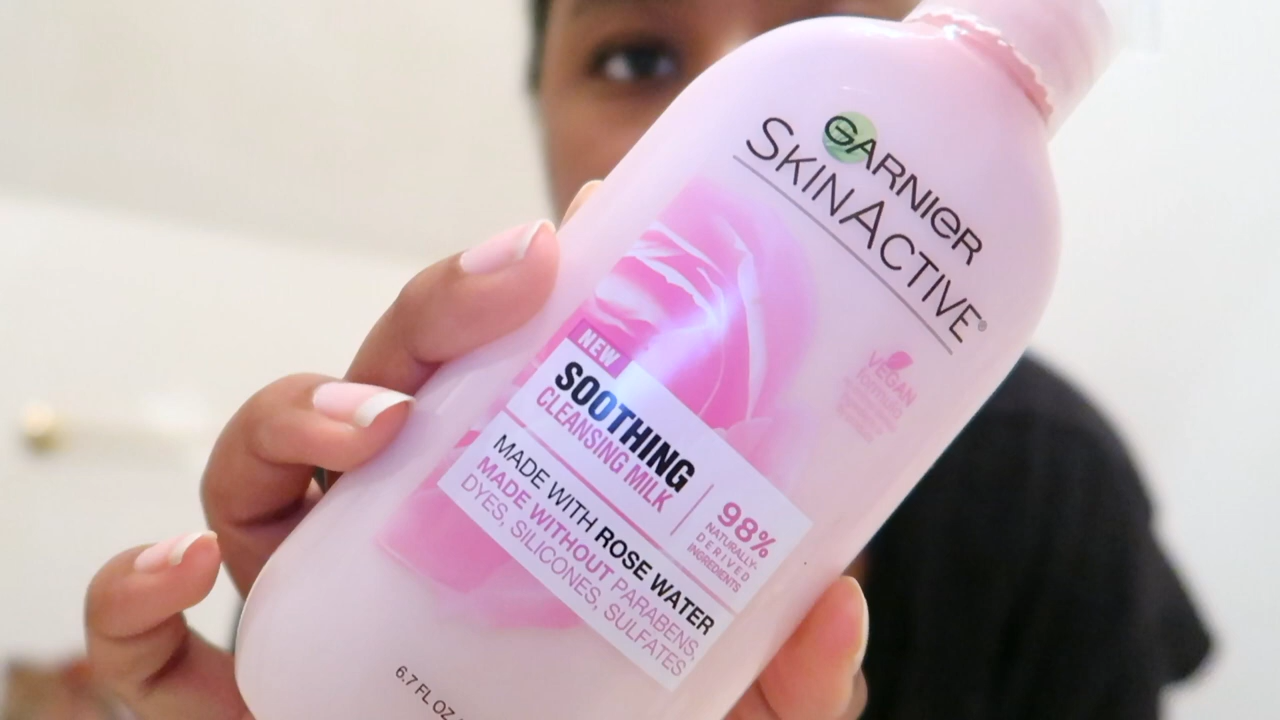 GARNIER
SKINACTIVE®
VEGAN
formula
NEW
SOOTHING
CLEANSING MILK
98%
NATURALLY-
DERIVED
INGREDIENTS
MADE WITH ROSE WATER
MADE WITHOUT PARABENS,
DYES, SILICONES, SULFATES
6.7 FL OZ